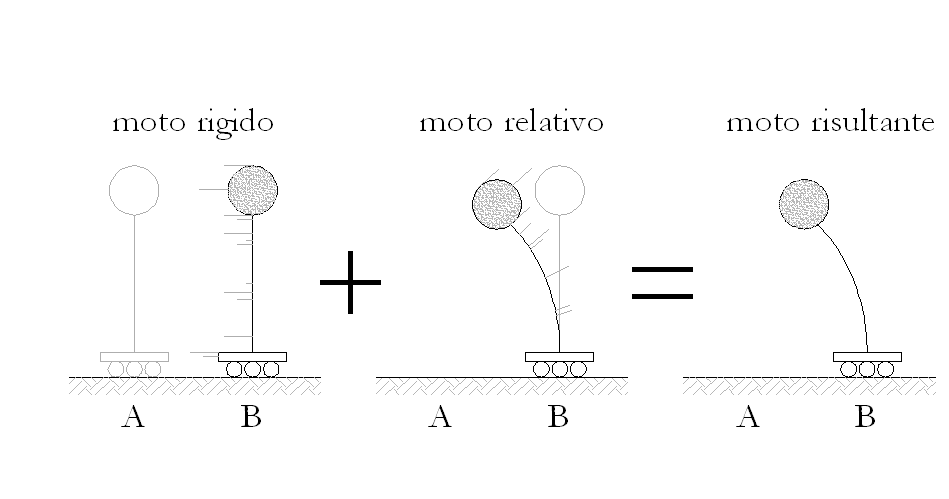 moto rigido
moto relativo
moto risultante
+
=
A B
A B
A B